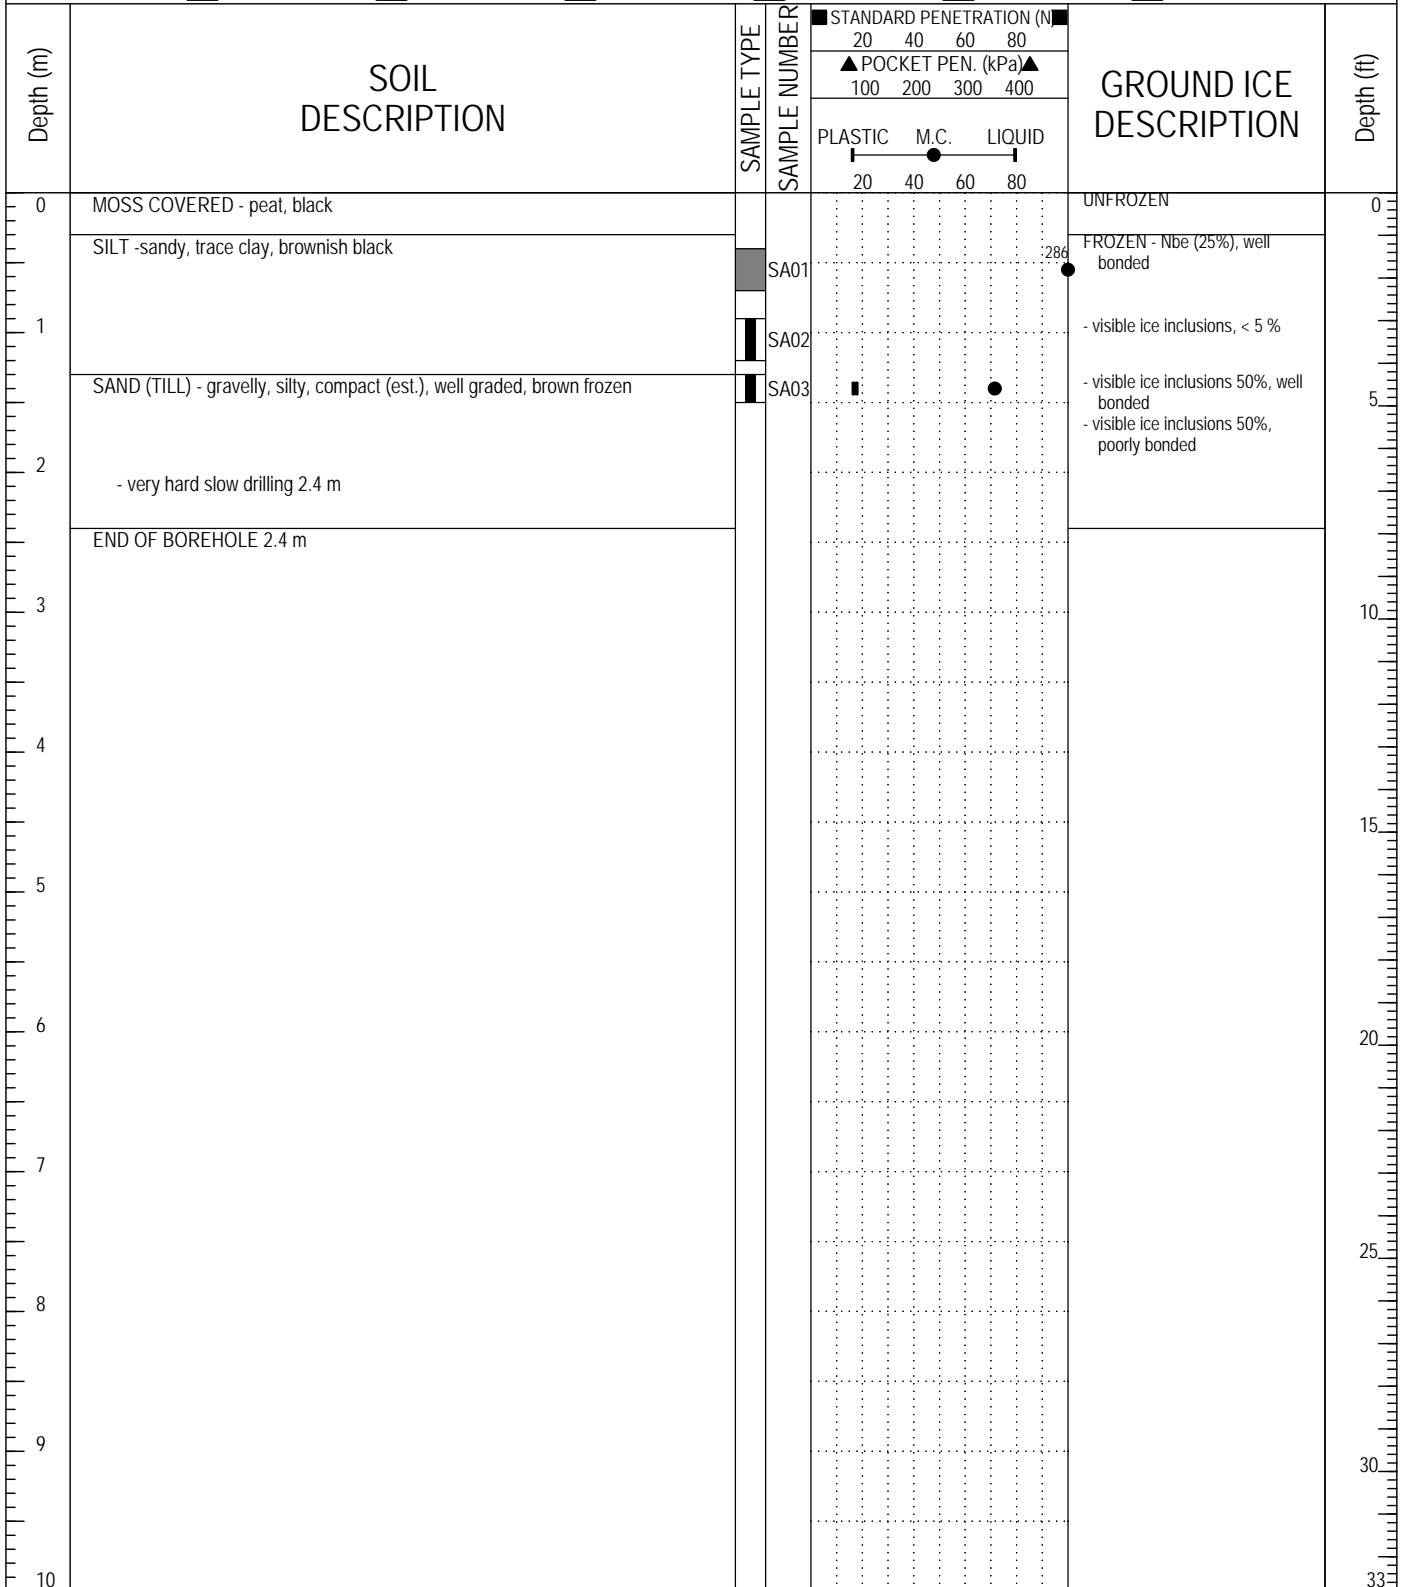 Depth (m)
SOIL
DESCRIPTION
SAMPLE TYPE
SAMPLE NUMBER
STANDARD PENETRATION (N)
20 40 60 80
POCKET PEN. (kPa)
100 200 300 400
PLASTIC M.C. LIQUID
20 40 60 80
GROUND ICE
DESCRIPTION
Depth (ft)
0
MOSS COVERED - peat, black
UNFROZEN
0
SILT -sandy, trace clay, brownish black
FROZEN - Nbe (25%), well
bonded
286
SA01
1
- visible ice inclusions, < 5 %
SA02
SAND (TILL) - gravelly, silty, compact (est.), well graded, brown frozen
SA03
- visible ice inclusions 50%, well
bonded
5
- visible ice inclusions 50%,
poorly bonded
2
- very hard slow drilling 2.4 m
END OF BOREHOLE 2.4 m
3
10
4
15
5
6
20
7
25
8
9
30
10
33